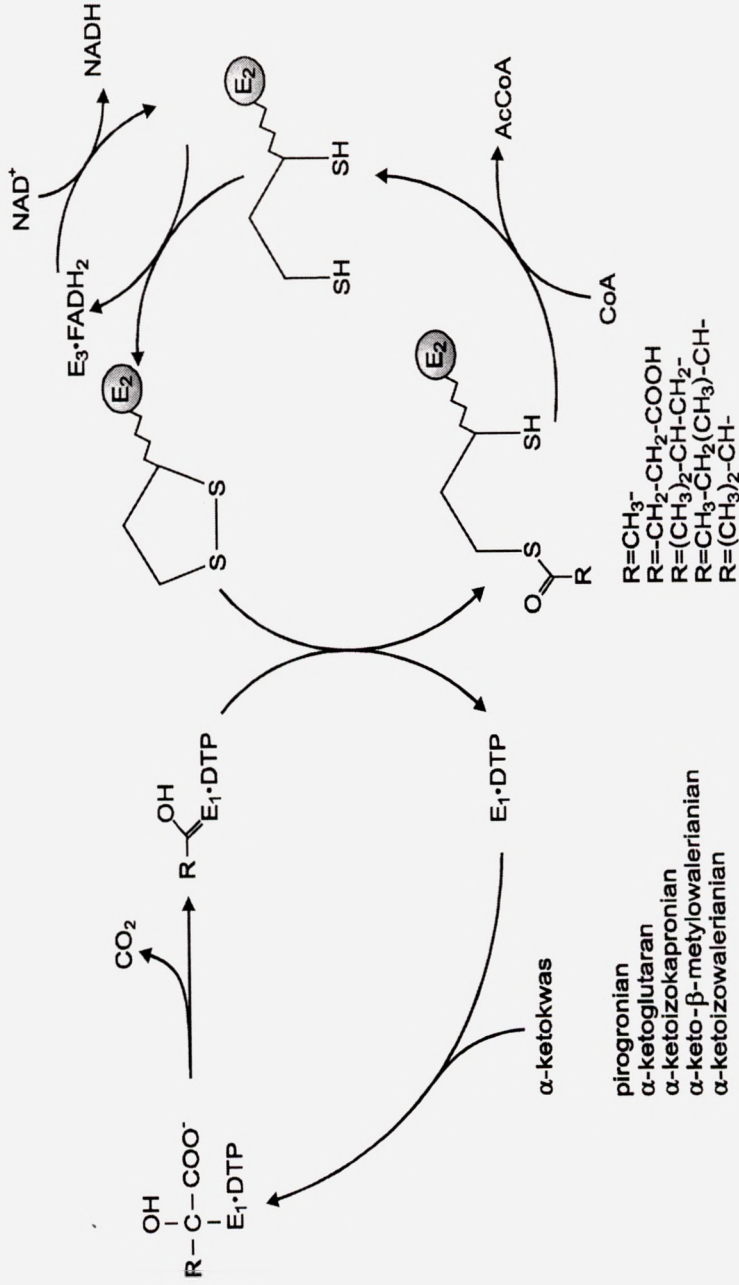 OH
R–C–COO⁻
E₁•DTP
CO₂
OH
R
E₁•DTP
α-ketokwas
E₁•DTP
pirogronian
α-ketoglutaran
α-ketoizokapronian
α-keto-β-metylowalerianian
α-ketoizowalerianian
S
S
E₂
E₃•FADH₂
NAD⁺
NADH
E₂
SH
SH
O
S
R
SH
E₂
CoA
AcCoA
R=CH₃-
R=-CH₂-CH₂-COOH
R=(CH₃)₂-CH-CH₂-
R=CH₃-CH₂(CH₃)-CH-
R=(CH₃)₂-CH-